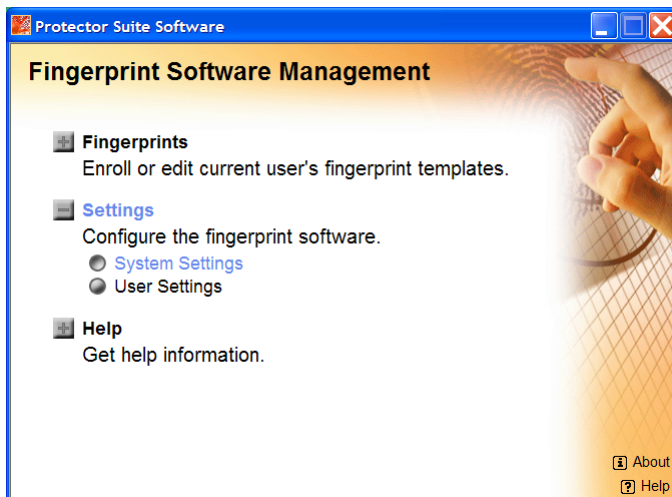 Protector Suite Software
Fingerprint Software Management
Fingerprints
Enroll or edit current user's fingerprint templates.
Settings
Configure the fingerprint software.
System Settings
User Settings
Help
Get help information.
About
Help